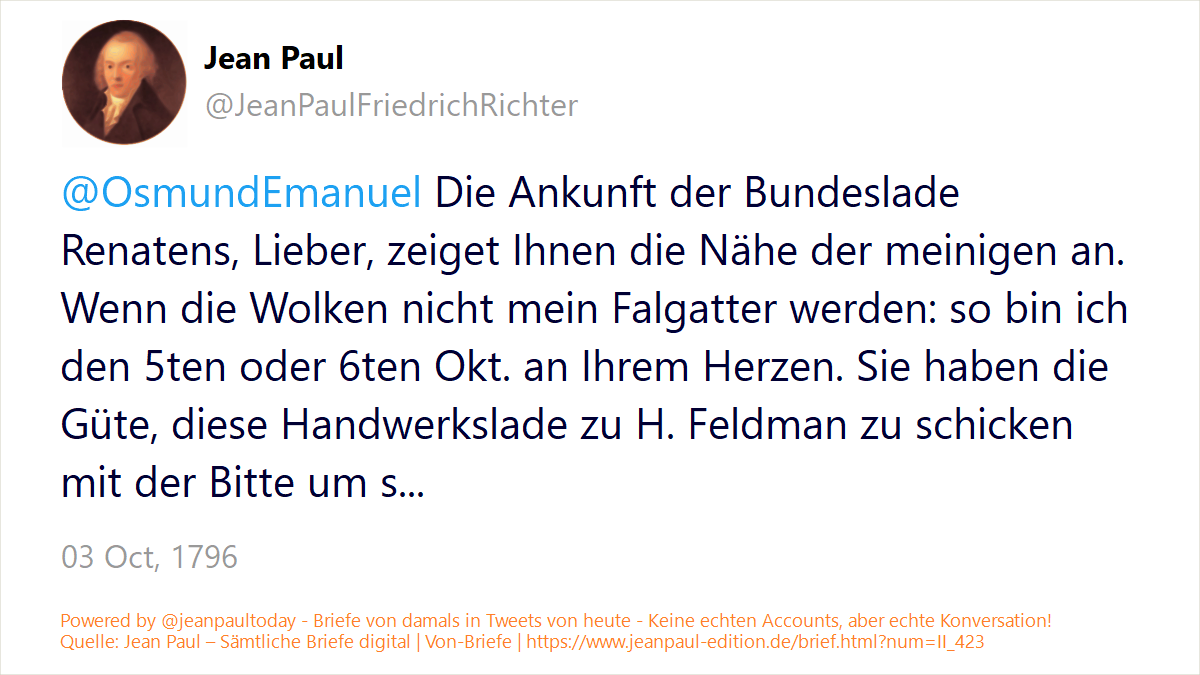 Jean Paul
@JeanPaulFriedrichRichter
@OsmundEmanuel Die Ankunft der Bundeslade
Renatens, Lieber, zeiget Ihnen die Nähe der meinigen an.
Wenn die Wolken nicht mein Falgatter werden: so bin ich
den 5ten oder 6ten Okt. an Ihrem Herzen. Sie haben die
Güte, diese Handwerkslade zu H. Feldman zu schicken
mit der Bitte um s...
03 Oct, 1796
Powered by @jeanpaultoday - Briefe von damals in Tweets von heute - Keine echten Accounts, aber echte Konversation!
Quelle: Jean Paul – Sämtliche Briefe digital | Von-Briefe | https://www.jeanpaul-edition.de/brief.html?num=II_423